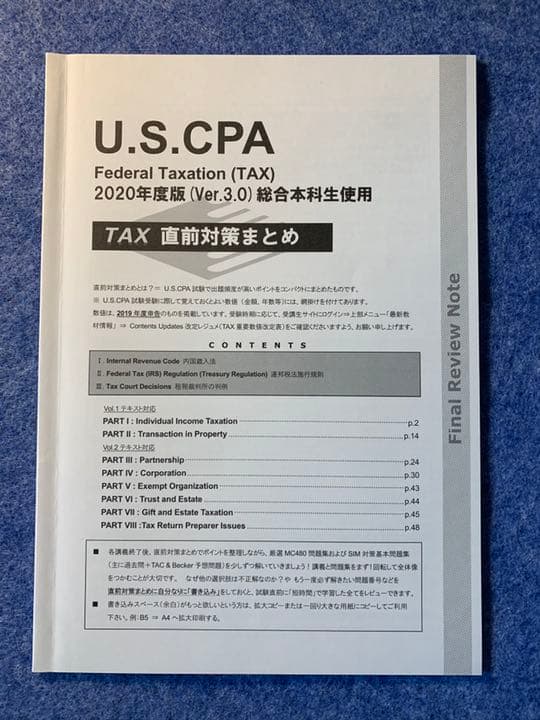 U.S.CPA
Federal Taxation (TAX)
2020年度版(Ver.3.0)総合本科生使用
TAX 直前対策まとめ
直前対策まとめとは?= U.S.CPA 試験で出題頻度が高いポイントをコンパクトにまとめたものです。
※ U.S.CPA 試験受験に際して覚えておくとよい数値(金額、年数等)には、網掛けを付けてあります。
数値は、2019年度申告のものを掲載しています。受験時期に応じて、受講生サイトにログイン⇒上部メニュー「最新教
材情報」 ⇒ Contents Updates 改定レジュメ(TAX 重要数値改定表)をご確認くださいますよう、お願い申し上げます。
CONTENTS
Ⅰ. Internal Revenue Code 内国歳入法
Ⅱ. Federal Tax (IRS) Regulation (Treasury Regulation) 連邦税法施行規則
Ⅲ. Tax Court Decisions 租税裁判所の判例
Vol.1 テキスト対応
PART I : Individual Income Taxation p.2
PART II : Transaction in Property p.14
Vol.2 テキスト対応
PART III : Partnership p.24
PART IV : Corporation p.30
PART V : Exempt Organization p.43
PART VI : Trust and Estate p.44
PART VII : Gift and Estate Taxation p.45
PART VIII :Tax Return Preparer Issues p.48
■ 各講義終了後、直前対策まとめでポイントを整理しながら、厳選 MC480 問題集および SIM 対策基本問題集
(主に過去問+TAC & Becker 予想問題)を少しずつ解いていきましょう!講義と問題集をまず1回転して全体像
をつかむことが大切です。 なぜ他の選択肢は不正解なのか?や もう一度必ず解きたい問題番号などを
直前対策まとめに自分なりに「書き込み」をしておくと、試験直前に「短時間」で学習した全てをレビューできます。
■ 書き込みスペース(余白)がもっと欲しいという方は、拡大コピーまたは一回り大きな用紙にコピーしてご利用
下さい。例:B5 ⇒ A4 へ拡大印刷する。
Final Review Note